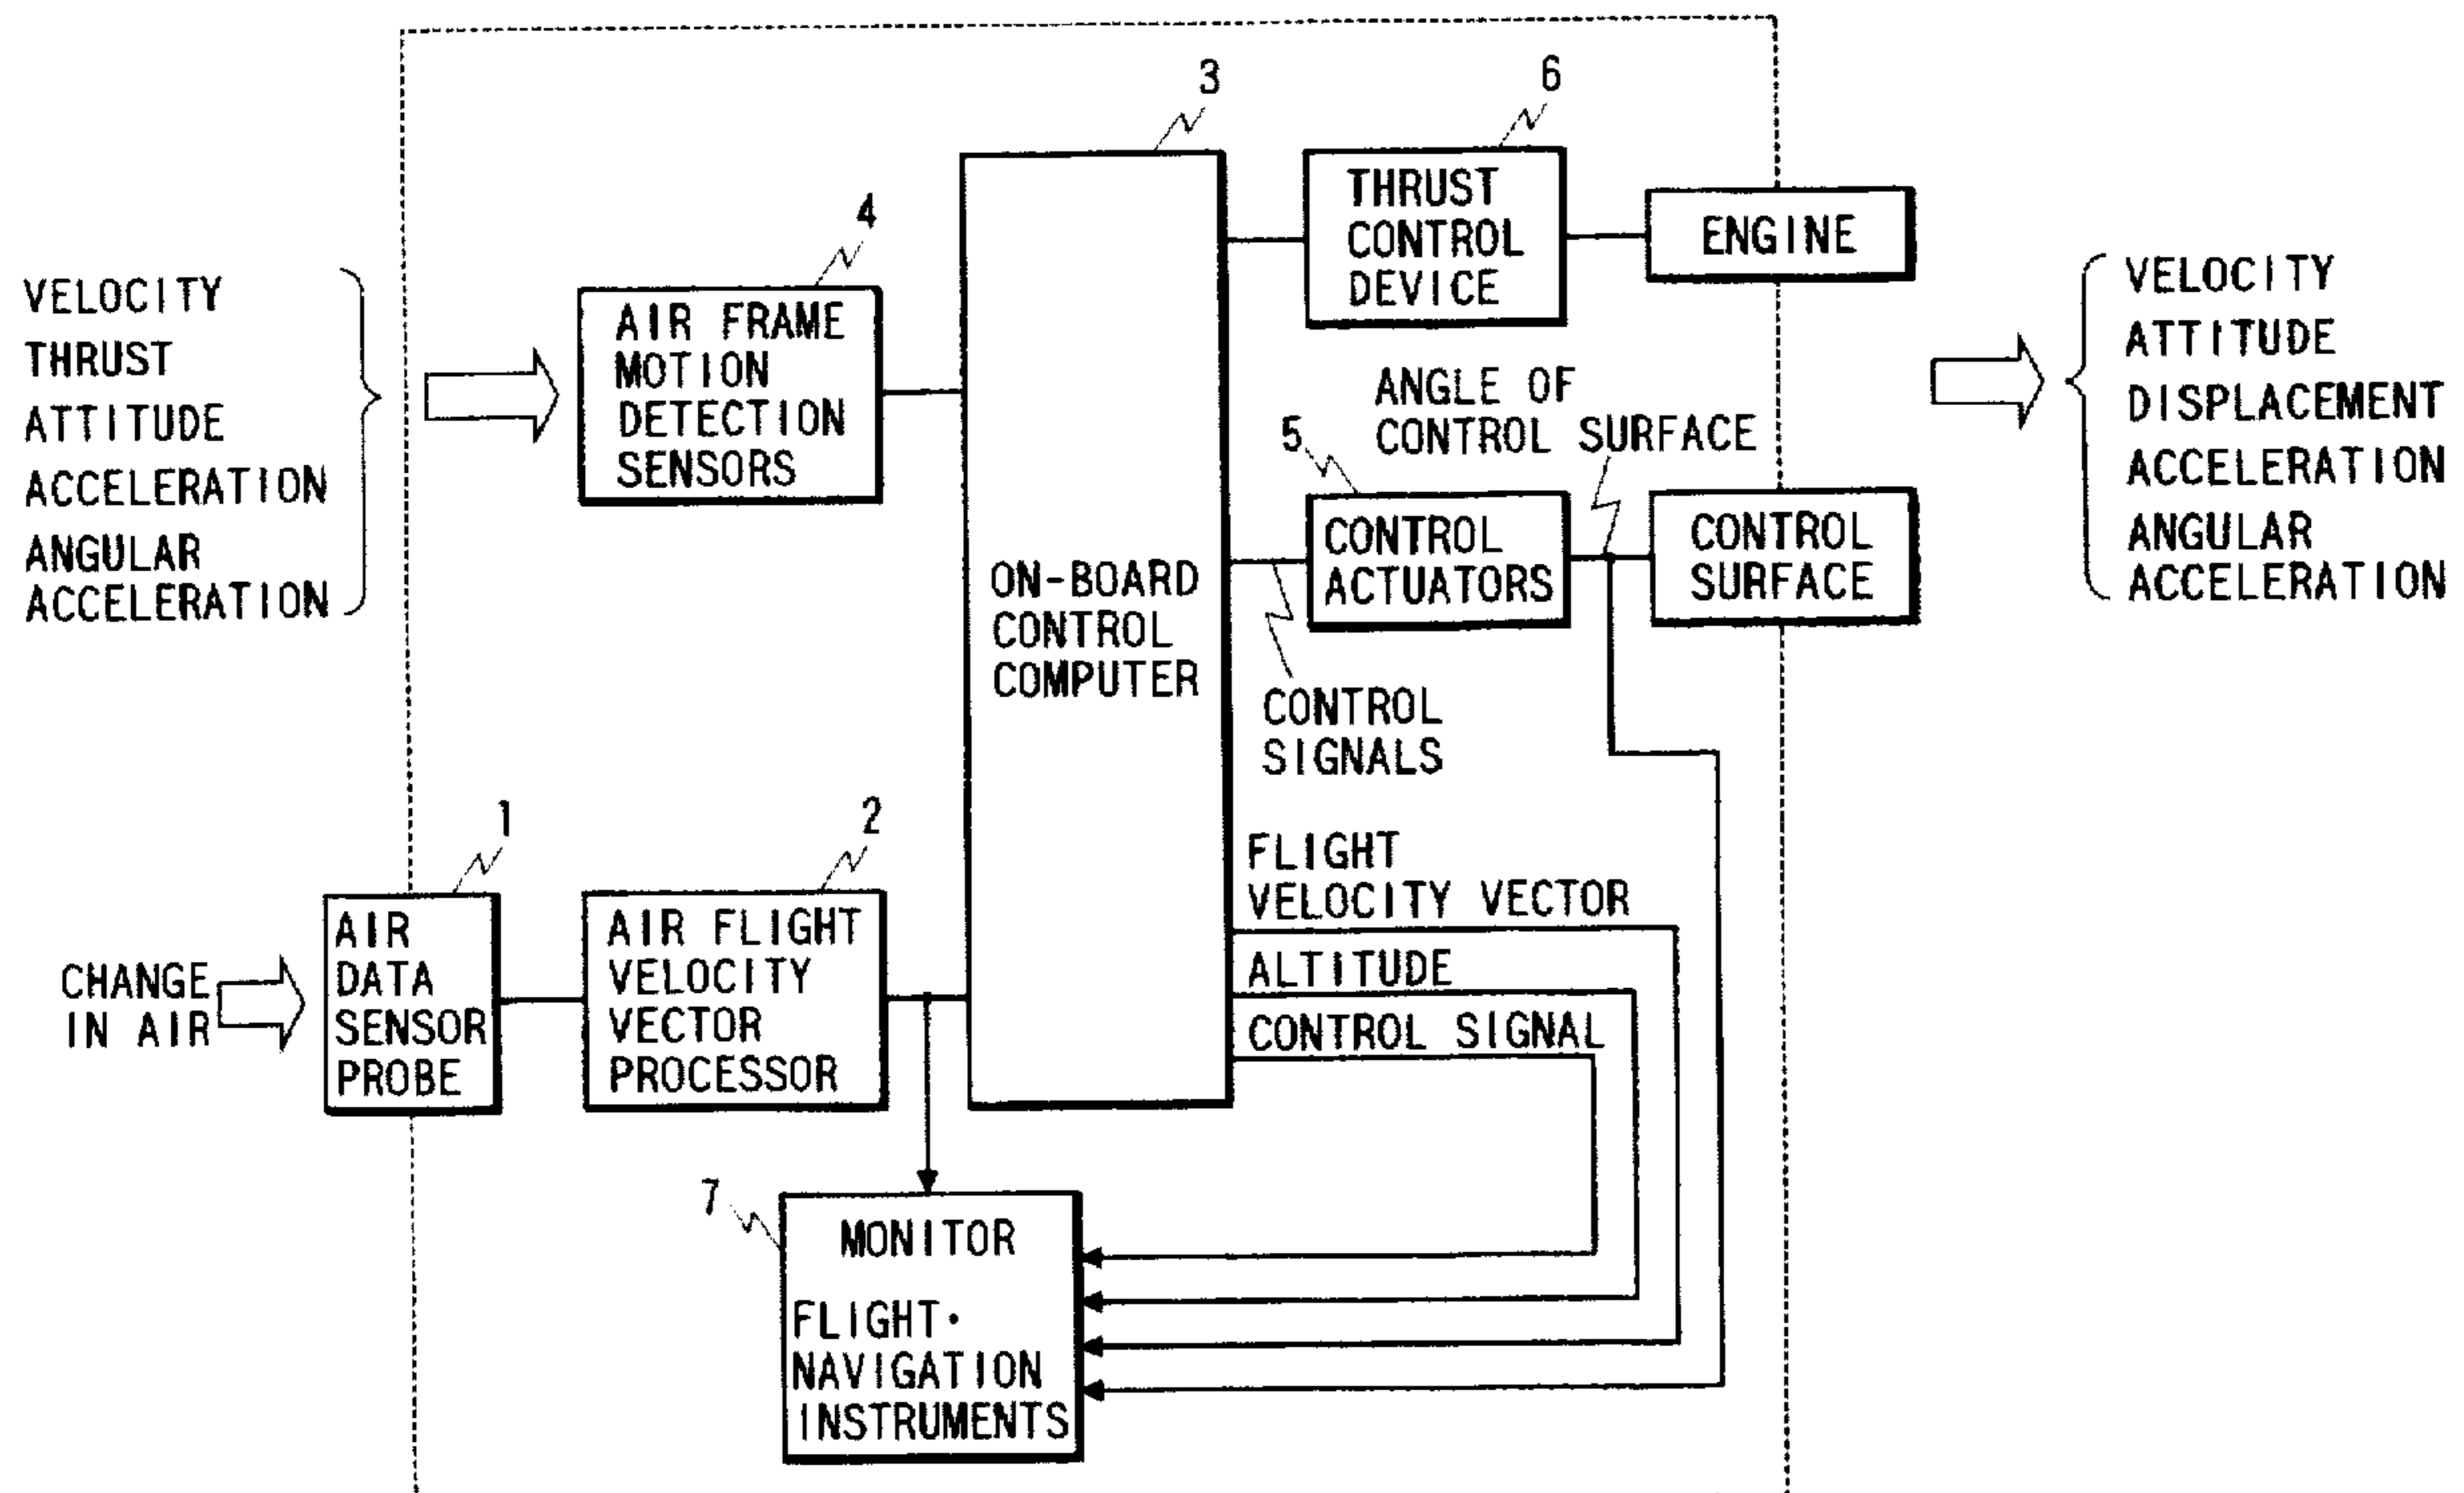 3
6
4
THRUST
CONTROL
DEVICE
ENGINE
VELOCITY
THRUST
ATTITUDE
ACCELERATION
ANGULAR
ACCELERATION
AIR FRAME
MOTION
DETECTION
SENSORS
VELOCITY
ATTITUDE
DISPLACEMENT
ACCELERATION
ANGULAR
ACCELERATION
ANGLE OF
CONTROL SURFACE
5
CONTROL
ACTUATORS
CONTROL
SURFACE
ON-BOARD
CONTROL
COMPUTER
CONTROL
SIGNALS
1
2
CHANGE
IN AIR
AIR
DATA
SENSOR
PROBE
AIR FLIGHT
VELOCITY
VECTOR
PROCESSOR
FLIGHT
VELOCITY VECTOR
ALTITUDE
CONTROL SIGNAL
7
MONITOR
FLIGHT·
NAVIGATION
INSTRUMENTS